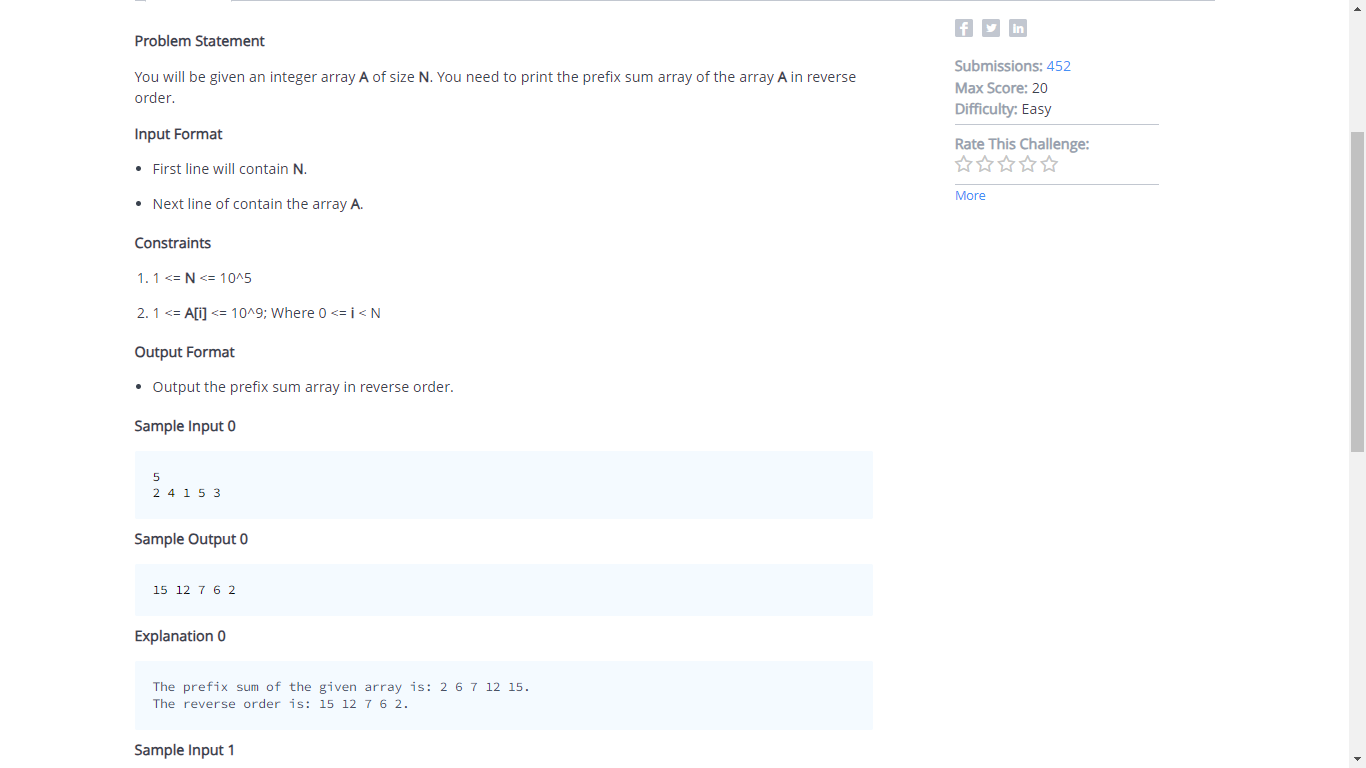 Problem Statement
You will be given an integer array A of size N. You need to print the prefix sum array of the array A in reverse
order.
Input Format
• First line will contain N.
• Next line of contain the array A.
Constraints
1. 1 <= N <= 10^5
2. 1 <= A[i] <= 10^9; Where 0 <= i < N
Output Format
• Output the prefix sum array in reverse order.
Sample Input 0
5
2 4 1 5 3
Sample Output 0
15 12 7 6 2
Explanation 0
The prefix sum of the given array is: 2 6 7 12 15.
The reverse order is: 15 12 7 6 2.
Sample Input 1
f
in
Submissions: 452
Max Score: 20
Difficulty: Easy
Rate This Challenge:
More